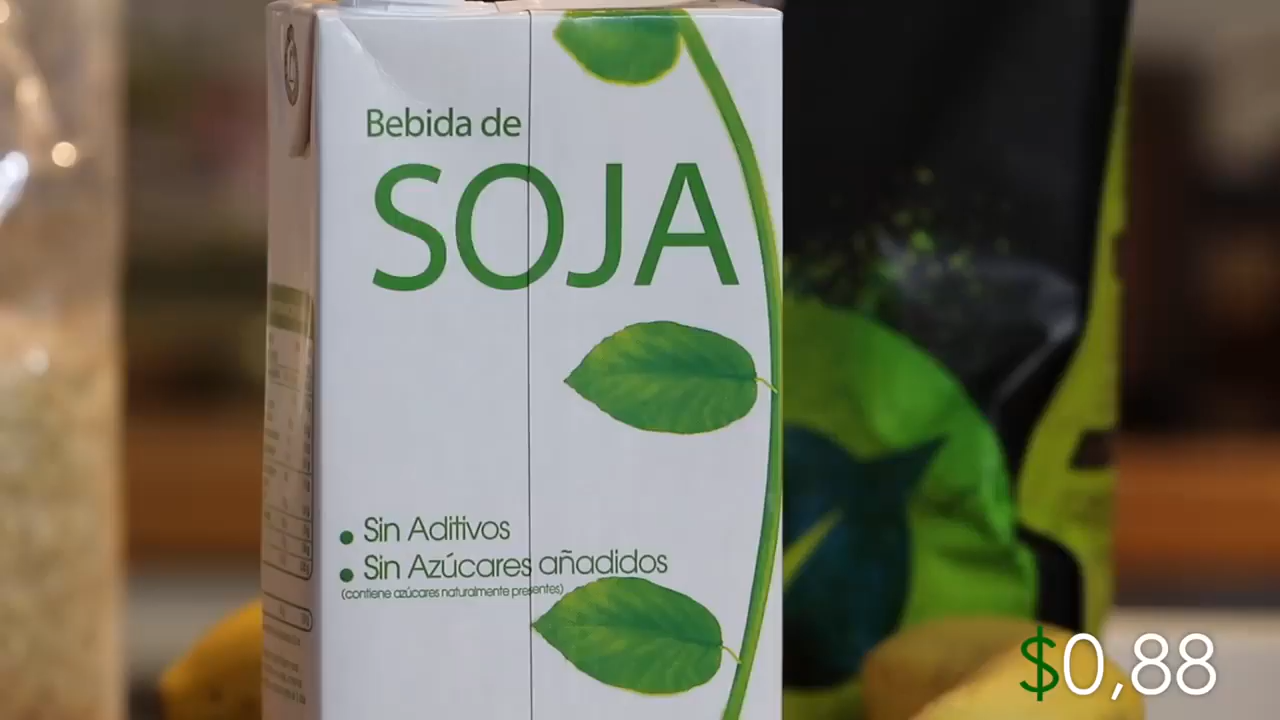 Bebida de
SOJA
• Sin Aditivos
• Sin Azúcares añadidos
(contiene azúcares naturalmente presentes)
$0,88